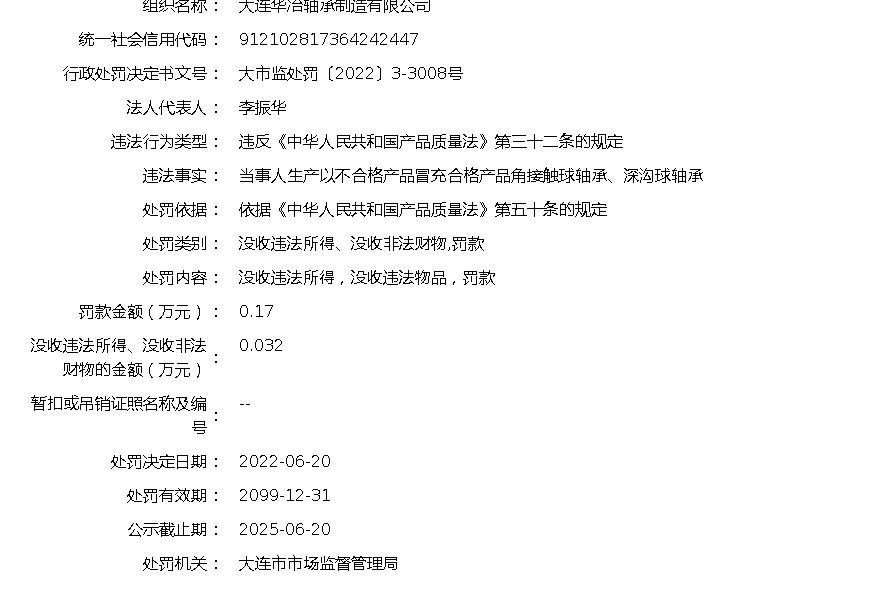 组织名称： 大连华冶轴承制造有限公司
统一社会信用代码： 912102817364242447
行政处罚决定书文号： 大市监处罚〔2022〕3-3008号
法人代表人： 李振华
违法行为类型： 违反《中华人民共和国产品质量法》第三十二条的规定
违法事实： 当事人生产以不合格产品冒充合格产品角接触球轴承、深沟球轴承
处罚依据： 依据《中华人民共和国产品质量法》第五十条的规定
处罚类别： 没收违法所得、没收非法财物,罚款
处罚内容： 没收违法所得，没收违法物品，罚款
罚款金额（万元）： 0.17
没收违法所得、没收非法
财物的金额（万元）： 0.032
暂扣或吊销证照名称及编
号： --
处罚决定日期： 2022-06-20
处罚有效期： 2099-12-31
公示截止期： 2025-06-20
处罚机关： 大连市市场监督管理局